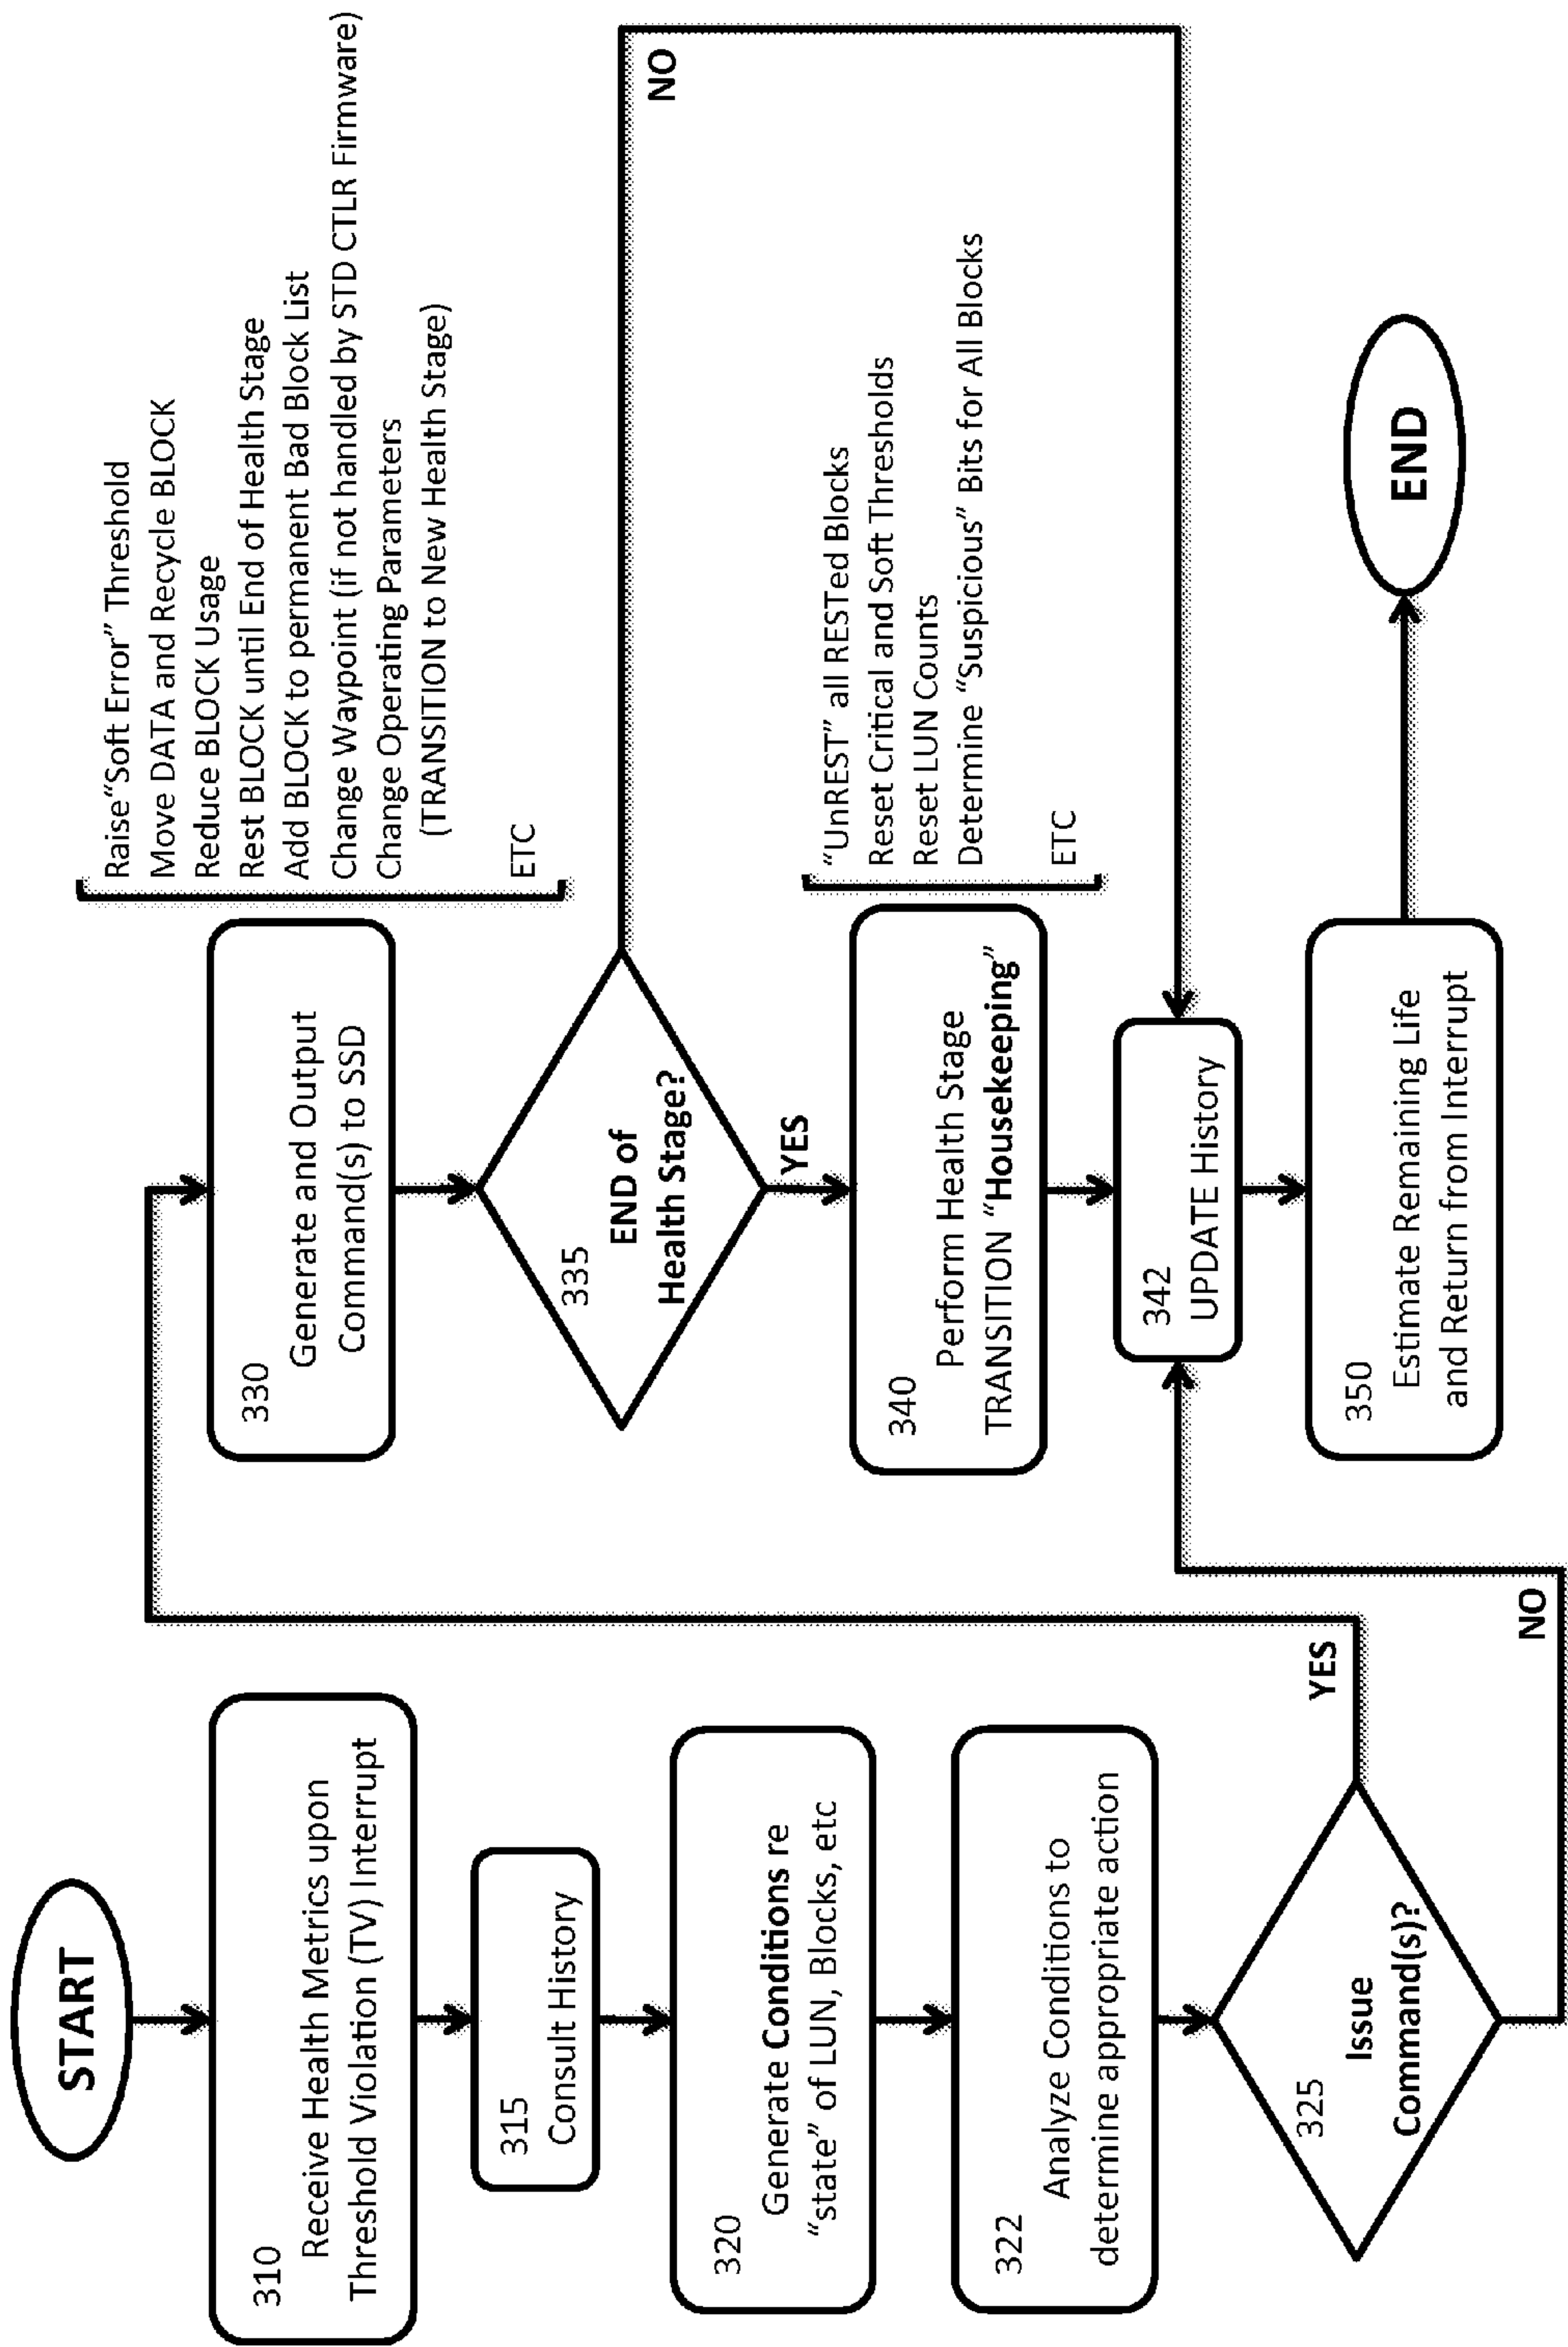 START
310
Receive Health Metrics upon
Threshold Violation (TV) Interrupt
315
Consult History
320
Generate Conditions re
“state” of LUN, Blocks, etc
322
Analyze Conditions to
determine appropriate action
325
Issue
Command(s)?
YES
NO
330
Generate and Output
Command(s) to SSD
Raise“Soft Error” Threshold
Move DATA and Recycle BLOCK
Reduce BLOCK Usage
Rest BLOCK until End of Health Stage
Add BLOCK to permanent Bad Block List
Change Waypoint (if not handled by STD CTLR Firmware)
Change Operating Parameters
(TRANSITION to New Health Stage)
ETC
335
END of
Health Stage?
NO
YES
340
Perform Health Stage
TRANSITION “Housekeeping”
“UnREST” all RESTed Blocks
Reset Critical and Soft Thresholds
Reset LUN Counts
Determine “Suspicious” Bits for All Blocks
ETC
342
UPDATE History
350
Estimate Remaining Life
and Return from Interrupt
END